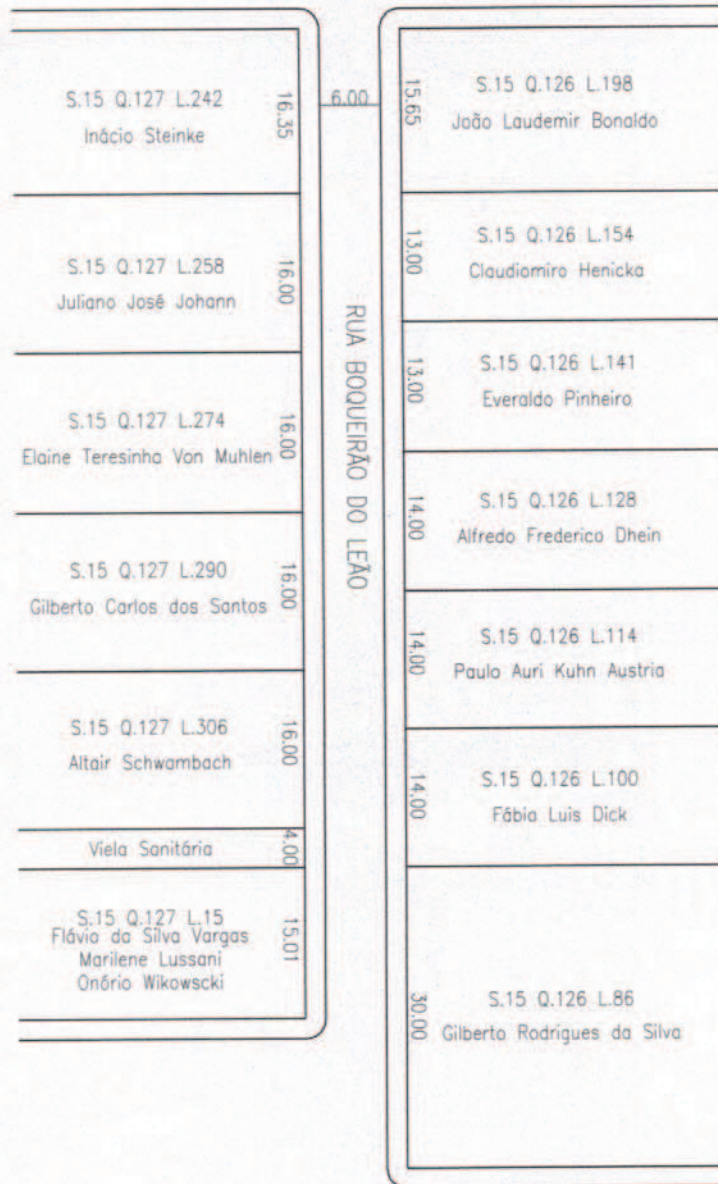 S.15 Q.127 L.242
Inácio Steinke
16.35
S.15 Q.127 L.258
Juliano José Johann
16.00
S.15 Q.127 L.274
Elaine Teresinha Von Muhlen
16.00
S.15 Q.127 L.290
Gilberto Carlos dos Santos
16.00
S.15 Q.127 L.306
Altair Schwambach
16.00
Viela Sanitária
4.00
S.15 Q.127 L.15
Flávio da Silva Vargas
Marilene Lussani
Onório Wikowscki
15.01
6.00
RUA BOQUEIRÃO DO LEÃO
15.65
S.15 Q.126 L.198
João Laudemir Bonaldo
13.00
S.15 Q.126 L.154
Claudiomiro Henicka
13.00
S.15 Q.126 L.141
Everaldo Pinheiro
14.00
S.15 Q.126 L.128
Alfredo Frederico Dhein
14.00
S.15 Q.126 L.114
Paulo Auri Kuhn Austria
14.00
S.15 Q.126 L.100
Fábio Luis Dick
30.00
S.15 Q.126 L.86
Gilberto Rodrigues da Silva